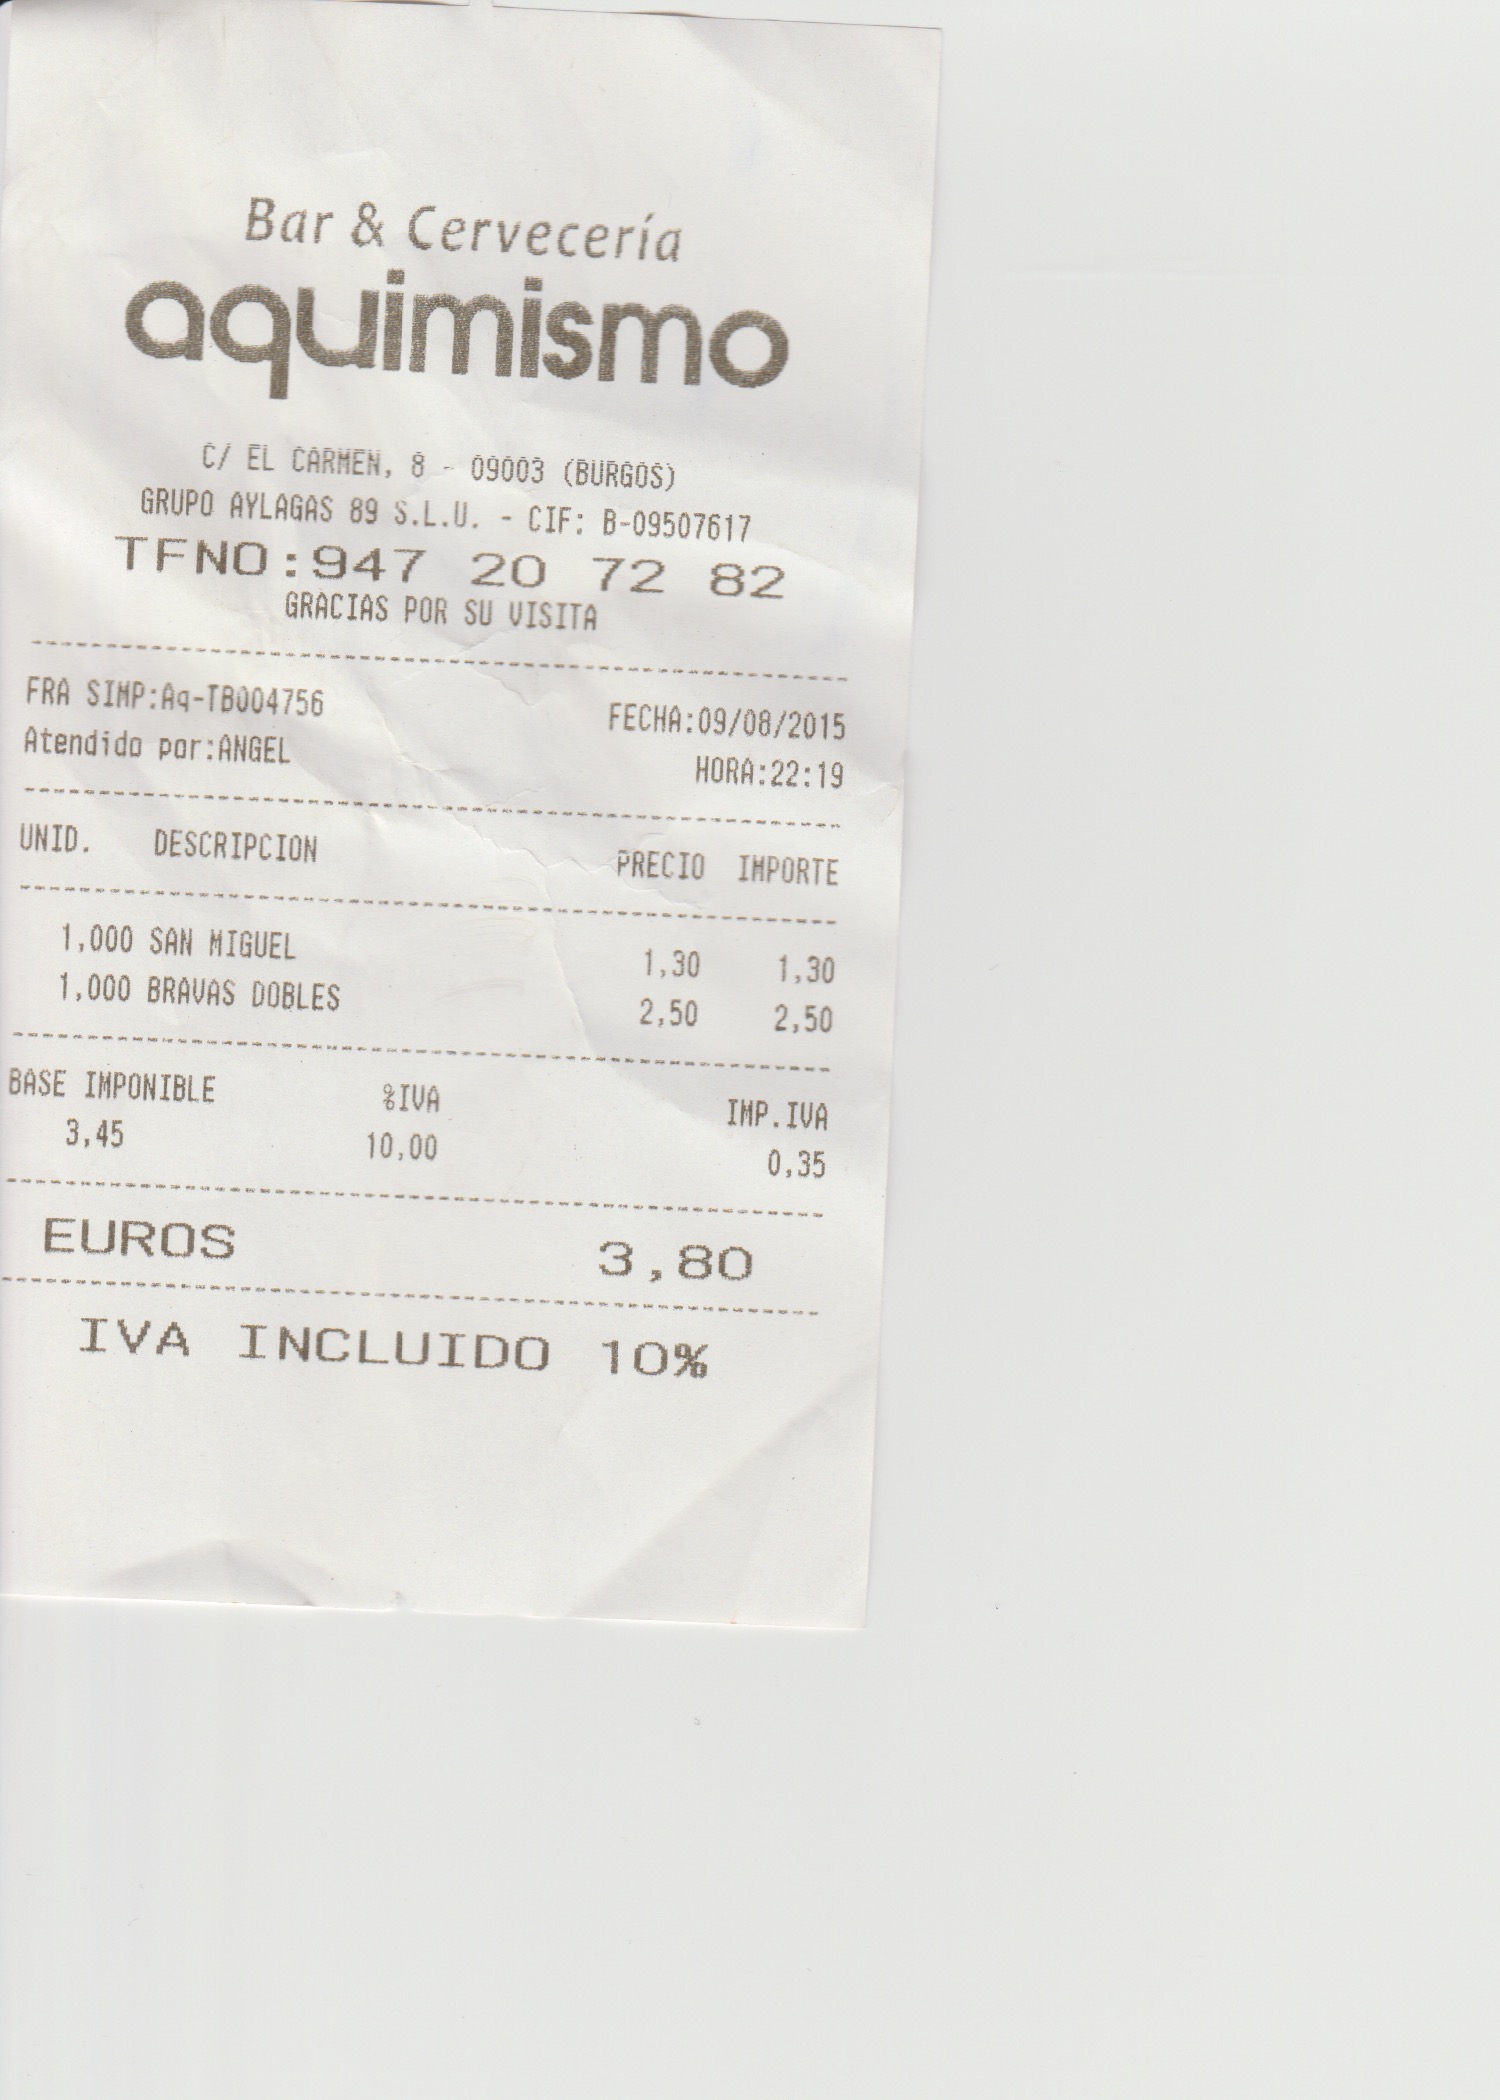 Bar & Cervecería
aquimismo
C/ EL CARMEN, 8 - 09003 (BURGOS)
GRUPO AYLAGAS 89 S.L.U. - CIF: B-09507617
TFNO:947 20 72 82
GRACIAS POR SU VISITA
FRA SIMP:Aq-TB004756 FECHA:09/08/2015
Atendido por:ANGEL HORA:22:19
UNID. DESCRIPCION PRECIO IMPORTE
1,000 SAN MIGUEL 1,30 1,30
1,000 BRAVAS DOBLES 2,50 2,50
BASE IMPONIBLE %IVA IMP.IVA
3,45 10,00 0,35
EUROS 3,80
IVA INCLUIDO 10%